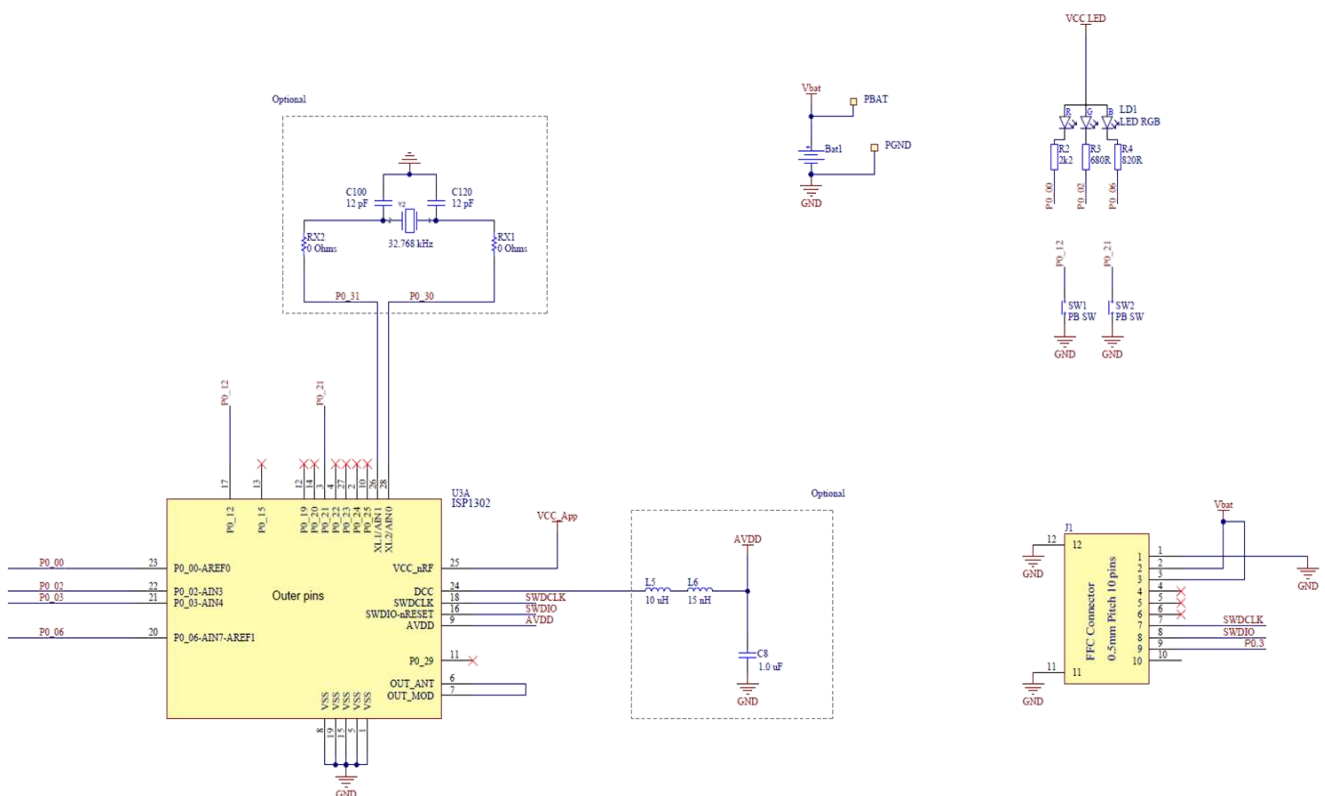 VCC LED
R
G
B
LD1
LED RGB
R2
2k2
R3
680R
R4
820R
P0_00
P0_02
P0_06
Vbat
PBAT
Bat1
PGND
GND
Optional
C100
12 pF
C120
12 pF
Y2
2
1
32.768 kHz
RX2
0 Ohms
RX1
0 Ohms
P0_31
P0_30
P0_12
P0_21
SW1
PB SW
SW2
PB SW
GND
GND
P0_12
P0_21
17
13
12
14
3
4
27
2
10
26
28
P0_12
P0_15
P0_19
P0_20
P0_21
P0_22
P0_23
P0_24
P0_25
XL1/AIN1
XL2/AIN0
U3A
ISP1302
P0_00
23
P0_00-AREF0
P0_02
22
P0_02-AIN3
P0_03
21
P0_03-AIN4
P0_06
20
P0_06-AIN7-AREF1
Outer pins
VCC_nRF
25
VCC_App
DCC
24
SWDCLK
18
SWDCLK
SWDIO-nRESET
16
SWDIO
AVDD
9
AVDD
P0_29
11
OUT_ANT
6
OUT_MOD
7
VSS
VSS
VSS
VSS
VSS
8
19
15
5
1
GND
Optional
AVDD
L5
10 uH
L6
15 nH
C8
1.0 uF
GND
Vbat
J1
FFC Connector
0.5mm Pitch 10 pins
12
12
11
11
GND
GND
1
1
2
2
3
3
4
4
5
5
6
6
7
7
SWDCLK
8
8
SWDIO
9
9
P0.3
10
10
GND